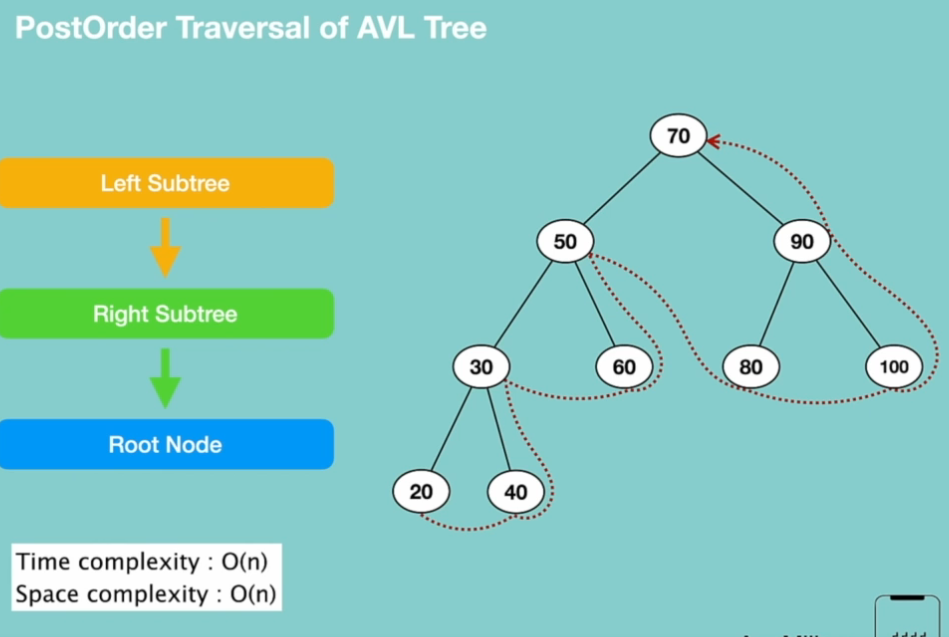 PostOrder Traversal of AVL Tree
70
Left Subtree
50
90
Right Subtree
30
60
80
100
Root Node
20
40
Time complexity : O(n)
Space complexity : O(n)